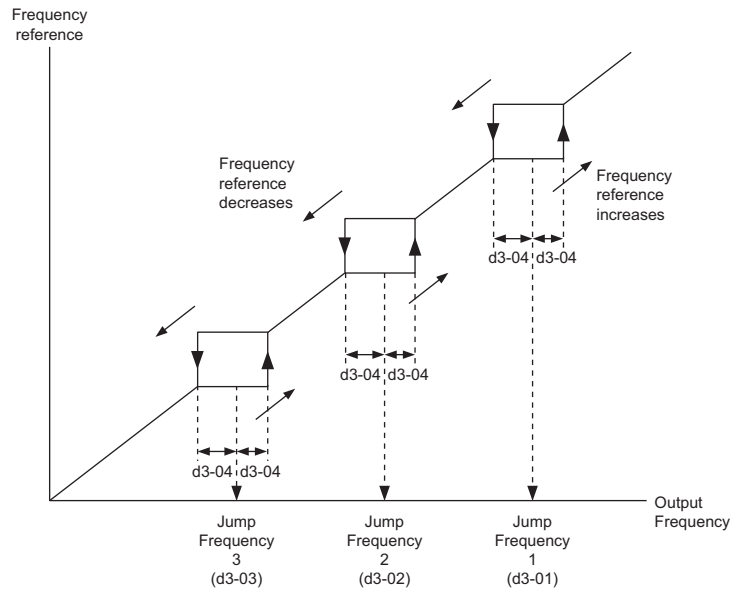 Frequency
reference
Frequency
reference
decreases
Frequency
reference
increases
d3-04
d3-04
d3-04
d3-04
d3-04
d3-04
Output
Frequency
Jump
Frequency
3
(d3-03)
Jump
Frequency
2
(d3-02)
Jump
Frequency
1
(d3-01)